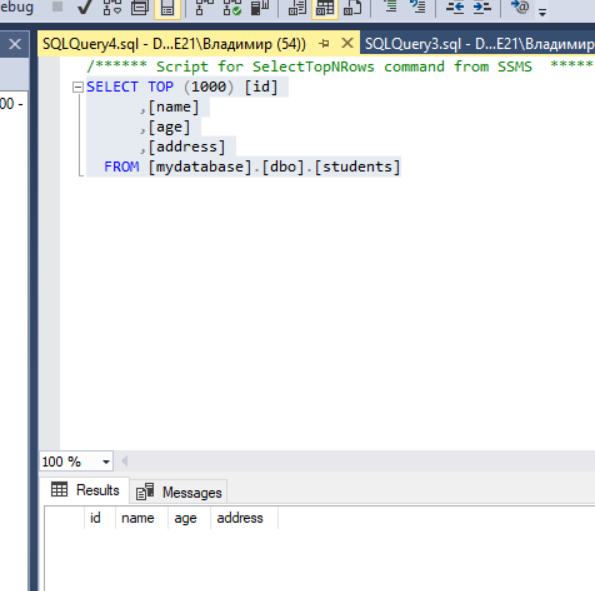 ebug
SQLQuery4.sql - D...E21\Владимир (54))
SQLQuery3.sql - D...E21\Владимир
00 -
/****** Script for SelectTopNRows command from SSMS *****
SELECT TOP (1000) [id]
,[name]
,[age]
,[address]
FROM [mydatabase].[dbo].[students]
100 %
Results
Messages
id name age address